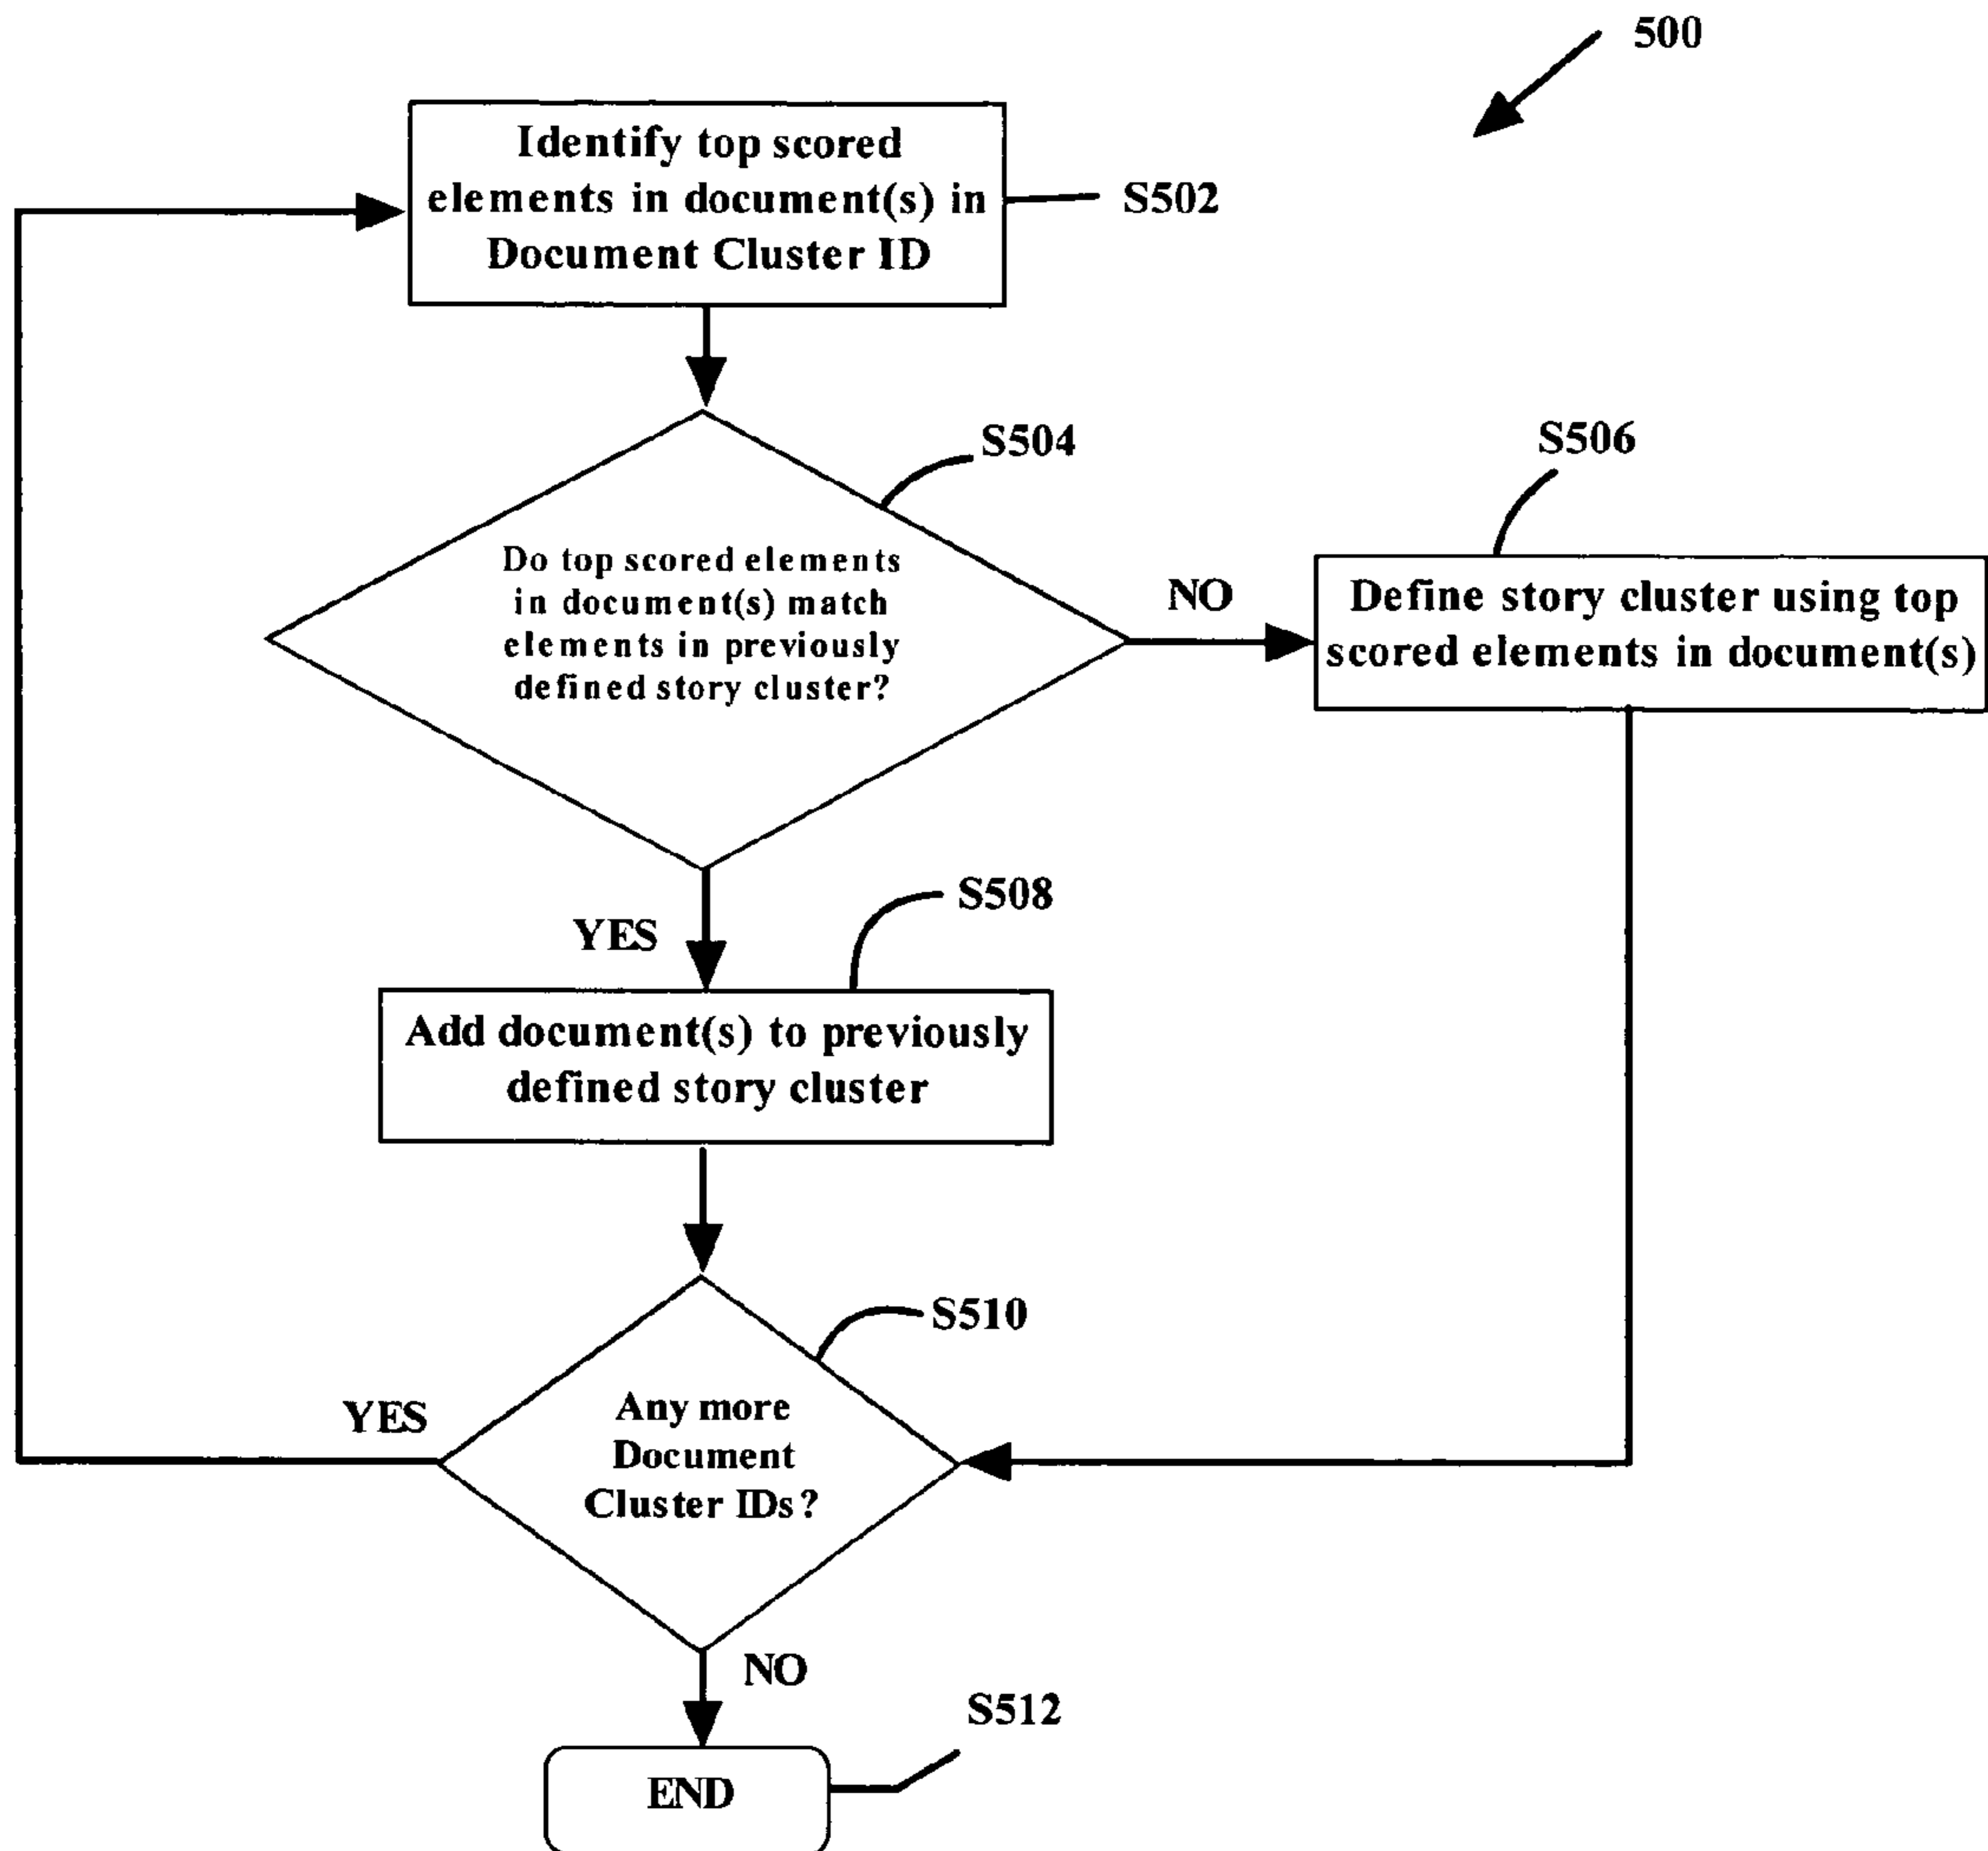 500
Identify top scored
elements in document(s) in
Document Cluster ID
S502
S504
Do top scored elements
in document(s) match
elements in previously
defined story cluster?
NO
S506
Define story cluster using top
scored elements in document(s)
YES
S508
Add document(s) to previously
defined story cluster
S510
Any more
Document
Cluster IDs?
YES
NO
S512
END